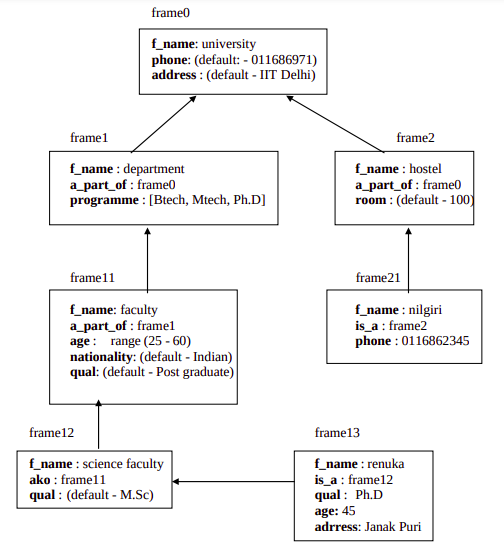 frame0
f_name: university
phone: (default: - 011686971)
address : (default - IIT Delhi)
frame1
f_name : department
a_part_of : frame0
programme : [Btech, Mtech, Ph.D]
frame2
f_name : hostel
a_part_of : frame0
room : (default - 100)
frame11
f_name: faculty
a_part_of : frame1
age : range (25 - 60)
nationality: (default - Indian)
qual: (default - Post graduate)
frame21
f_name : nilgiri
is_a : frame2
phone : 0116862345
frame12
f_name : science faculty
ako : frame11
qual : (default - M.Sc)
frame13
f_name : renuka
is_a : frame12
qual : Ph.D
age: 45
adrress: Janak Puri